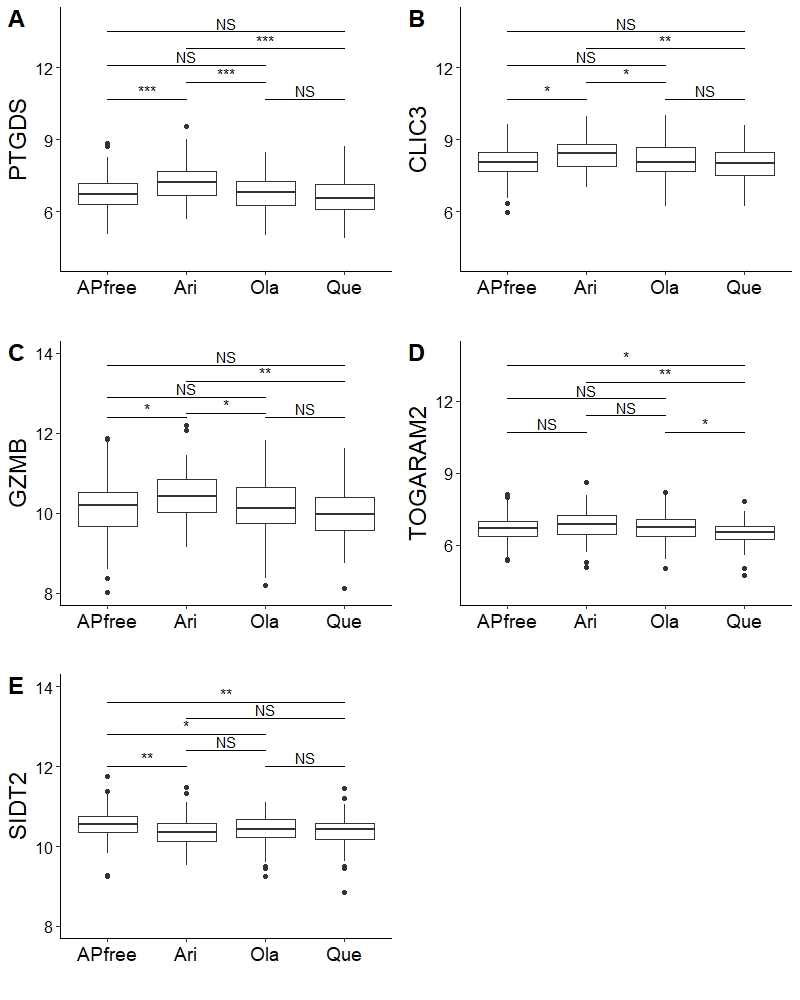 A
PTGDS
NS
***
NS
***
***
NS
12
9
6
APfree Ari Ola Que
B
CLIC3
NS
**
NS
*
*
NS
12
9
6
APfree Ari Ola Que
C
GZMB
NS
**
NS
*
*
NS
14
12
10
8
APfree Ari Ola Que
D
TOGARAM2
*
**
NS
NS
NS
*
12
9
6
APfree Ari Ola Que
E
SIDT2
**
NS
*
NS
**
NS
14
12
10
8
APfree Ari Ola Que